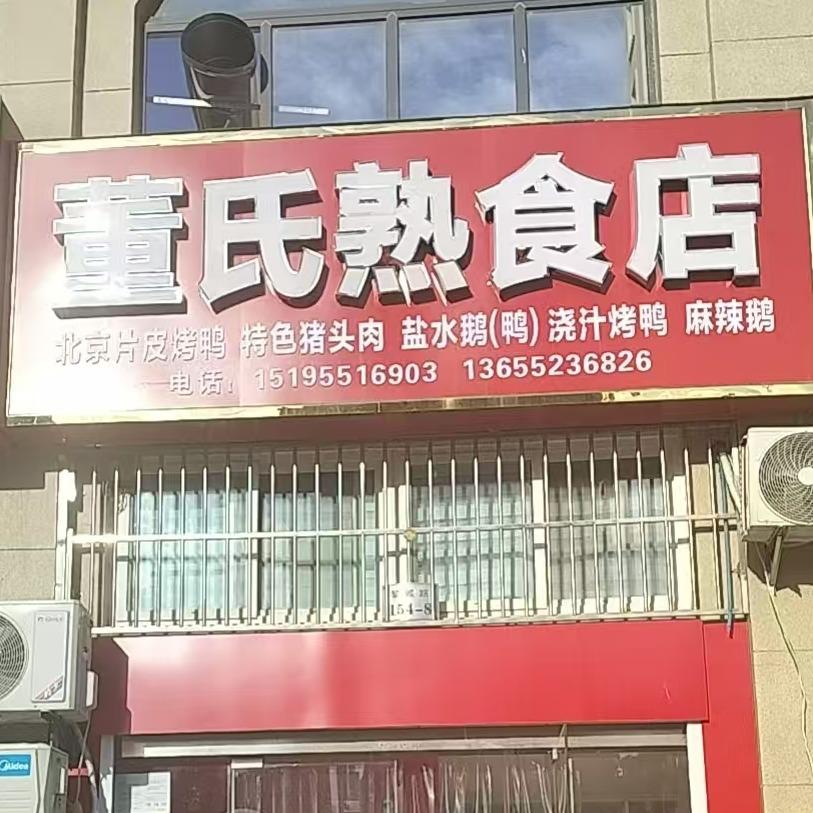 董氏熟食店
北京片皮烤鸭 特色猪头肉 盐水鹅(鸭) 浇汁烤鸭 麻辣鹅
电话: 15195516903 13655236826
154-8
Midea